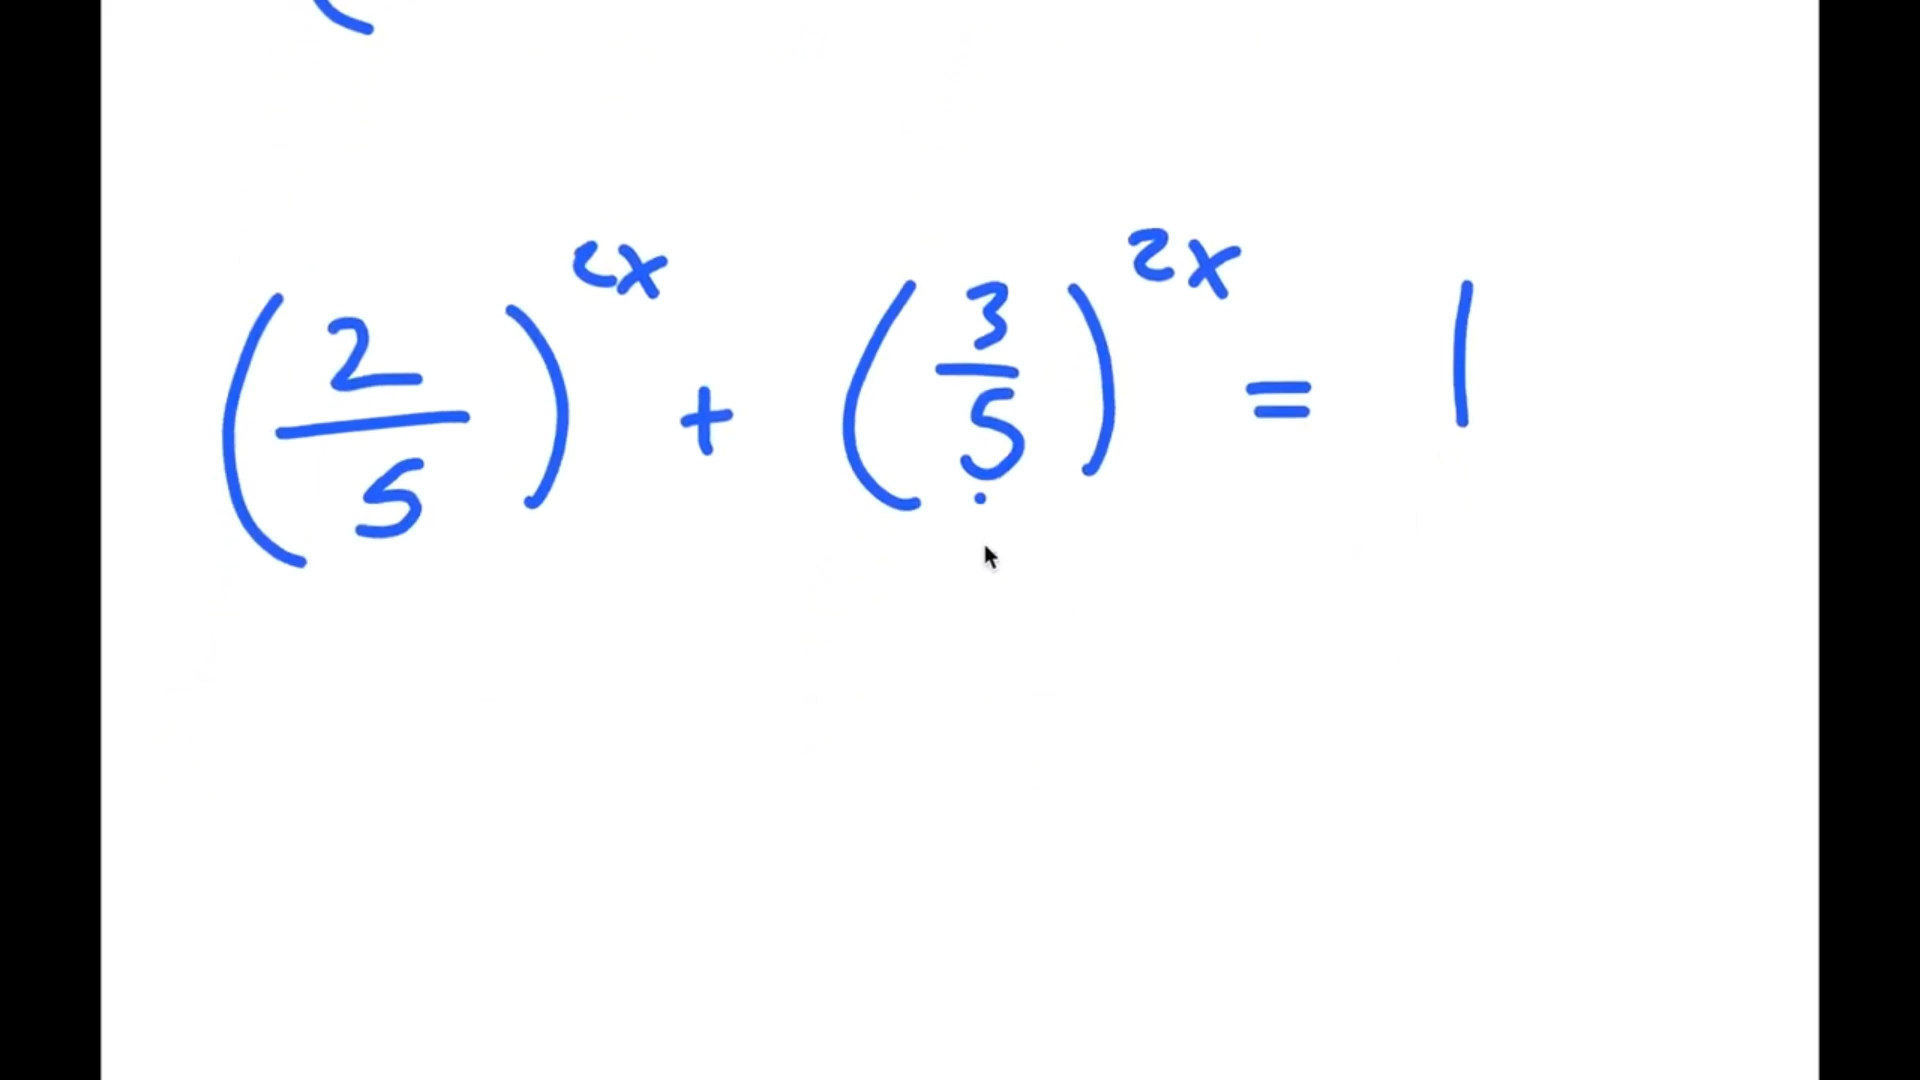 (2/5)^2x + (3/5)^2x = 1